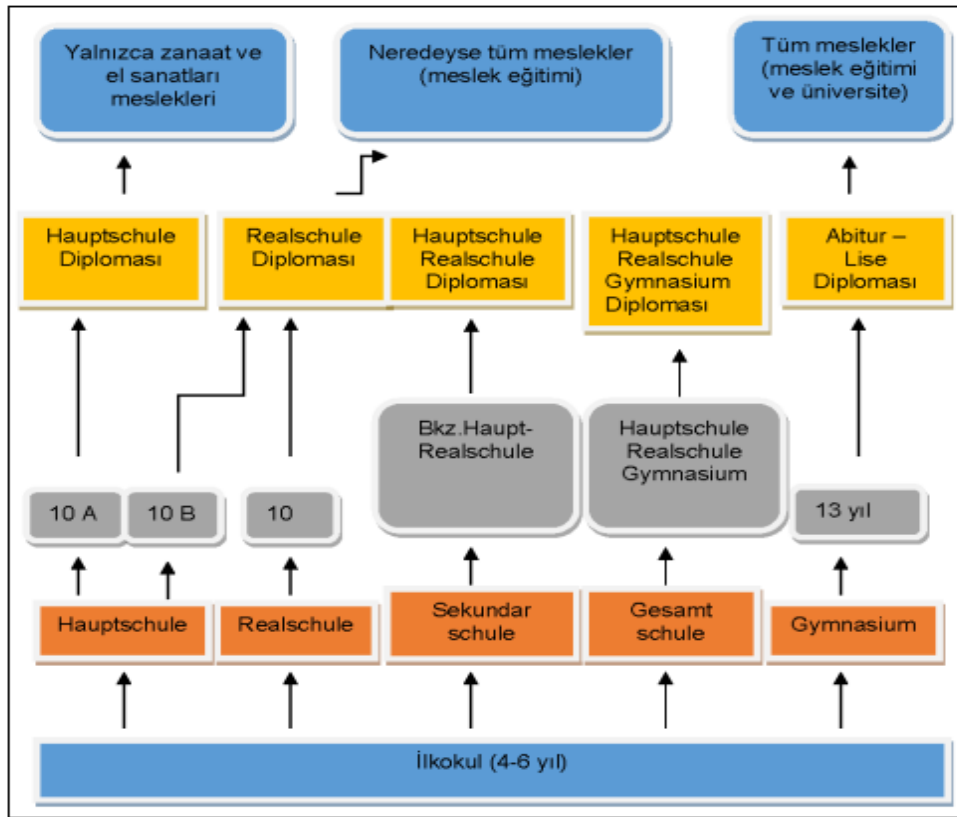 Yalnızca zanaat ve
el sanatları
meslekleri
Neredeyse tüm meslekler
(meslek eğitimi)
Tüm meslekler
(meslek eğitimi
ve üniversite)
Hauptschule
Diploması
Realschule
Diploması
Hauptschule
Realschule
Diploması
Hauptschule
Realschule
Gymnasium
Diploması
Abitur –
Lise
Diploması
Bkz.Haupt-
Realschule
Hauptschule
Realschule
Gymnasium
10 A
10 B
10
13 yıl
Hauptschule
Realschule
Sekundar
schule
Gesamt
schule
Gymnasium
İlkokul (4-6 yıl)